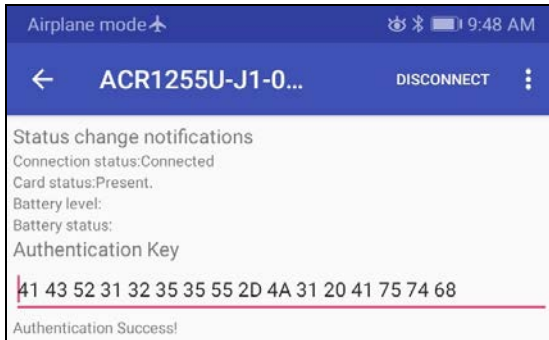 Airplane mode 9:48 AM
ACR1255U-J1-0... DISCONNECT
Status change notifications
Connection status:Connected
Card status:Present.
Battery level:
Battery status:
Authentication Key
41 43 52 31 32 35 35 55 2D 4A 31 20 41 75 74 68
Authentication Success!